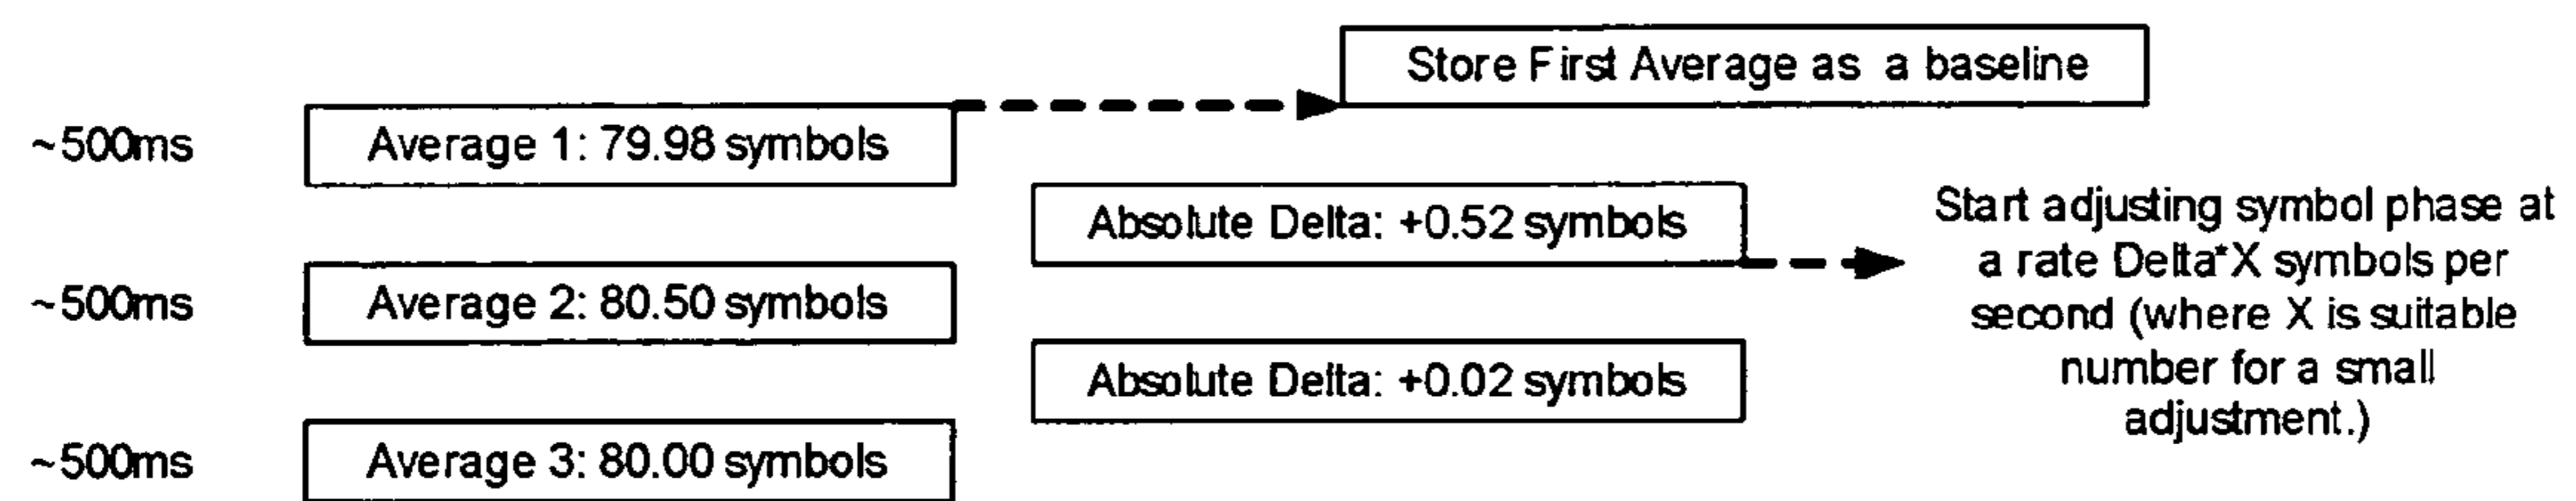 Store First Average as a baseline
~500ms
Average 1: 79.98 symbols
Absolute Delta: +0.52 symbols
Start adjusting symbol phase at
a rate Delta*X symbols per
second (where X is suitable
number for a small
adjustment.)
~500ms
Average 2: 80.50 symbols
Absolute Delta: +0.02 symbols
~500ms
Average 3: 80.00 symbols